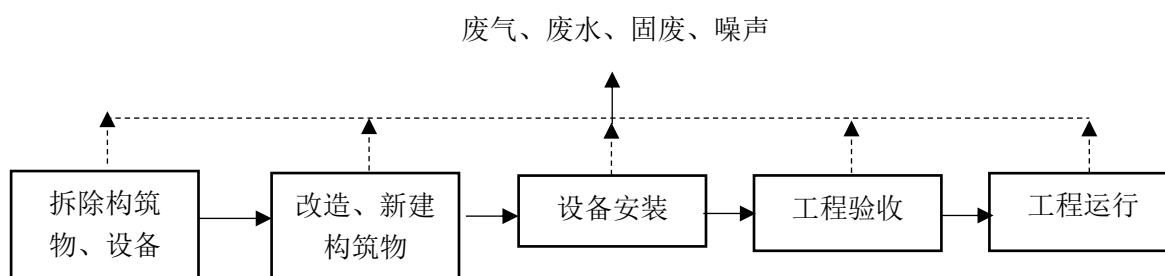 废气、废水、固废、噪声
拆除构筑
物、设备
改造、新建
构筑物
设备安装
工程验收
工程运行